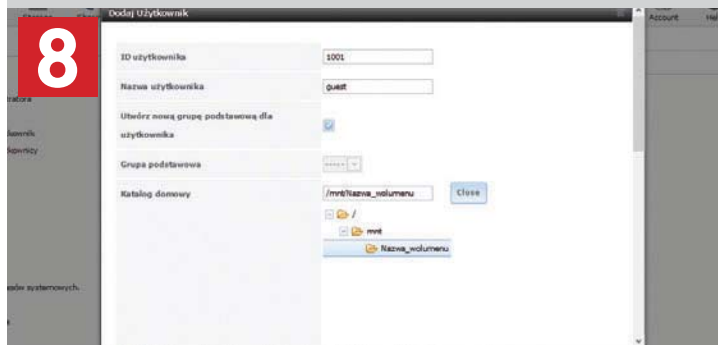 8
Dodaj Użytkownik
Account
ID użytkownika
1001
Nazwa użytkownika
guest
Utwórz nową grupę podstawową dla
użytkownika
Grupa podstawowa
-----
Katalog domowy
/mnt/Nazwa_wolumenu
Close
/
mnt
Nazwa_wolumenu
systemowych.